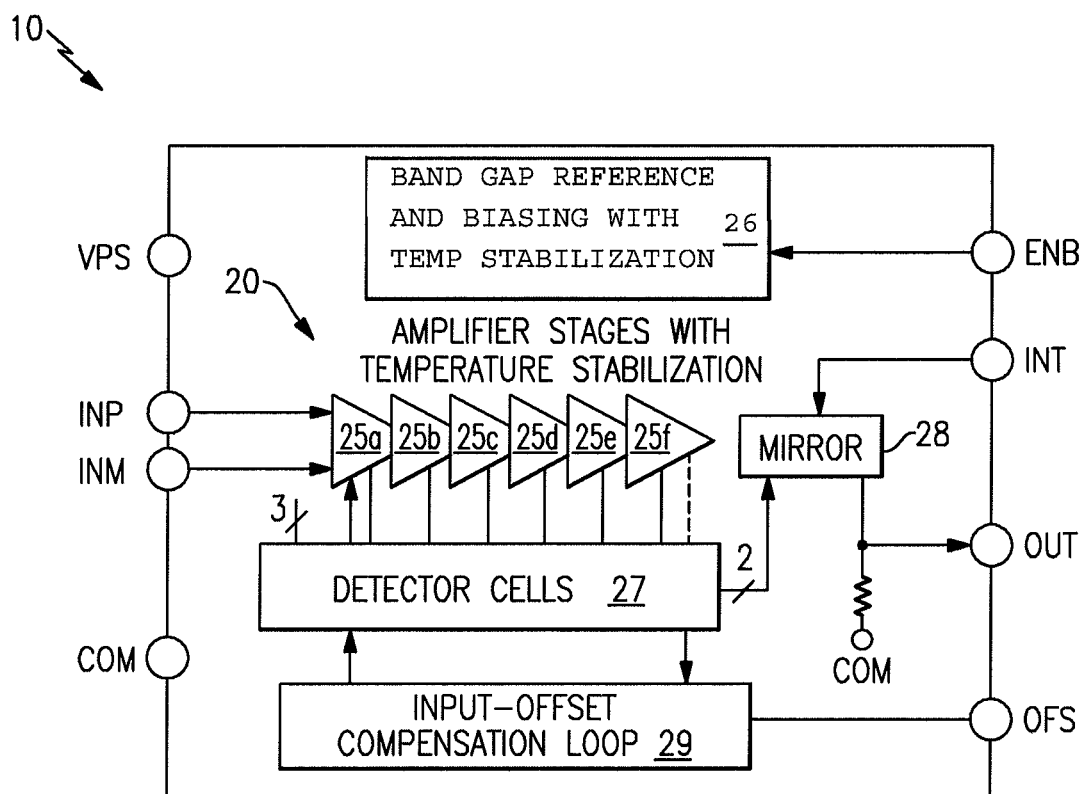 10
BAND GAP REFERENCE
AND BIASING WITH
TEMP STABILIZATION
26
VPS
ENB
20
AMPLIFIER STAGES WITH
TEMPERATURE STABILIZATION
INT
INP
INM
25a 25b 25c 25d 25e 25f
MIRROR
28
3
DETECTOR CELLS 27
2
OUT
COM
COM
INPUT-OFFSET
COMPENSATION LOOP 29
OFS